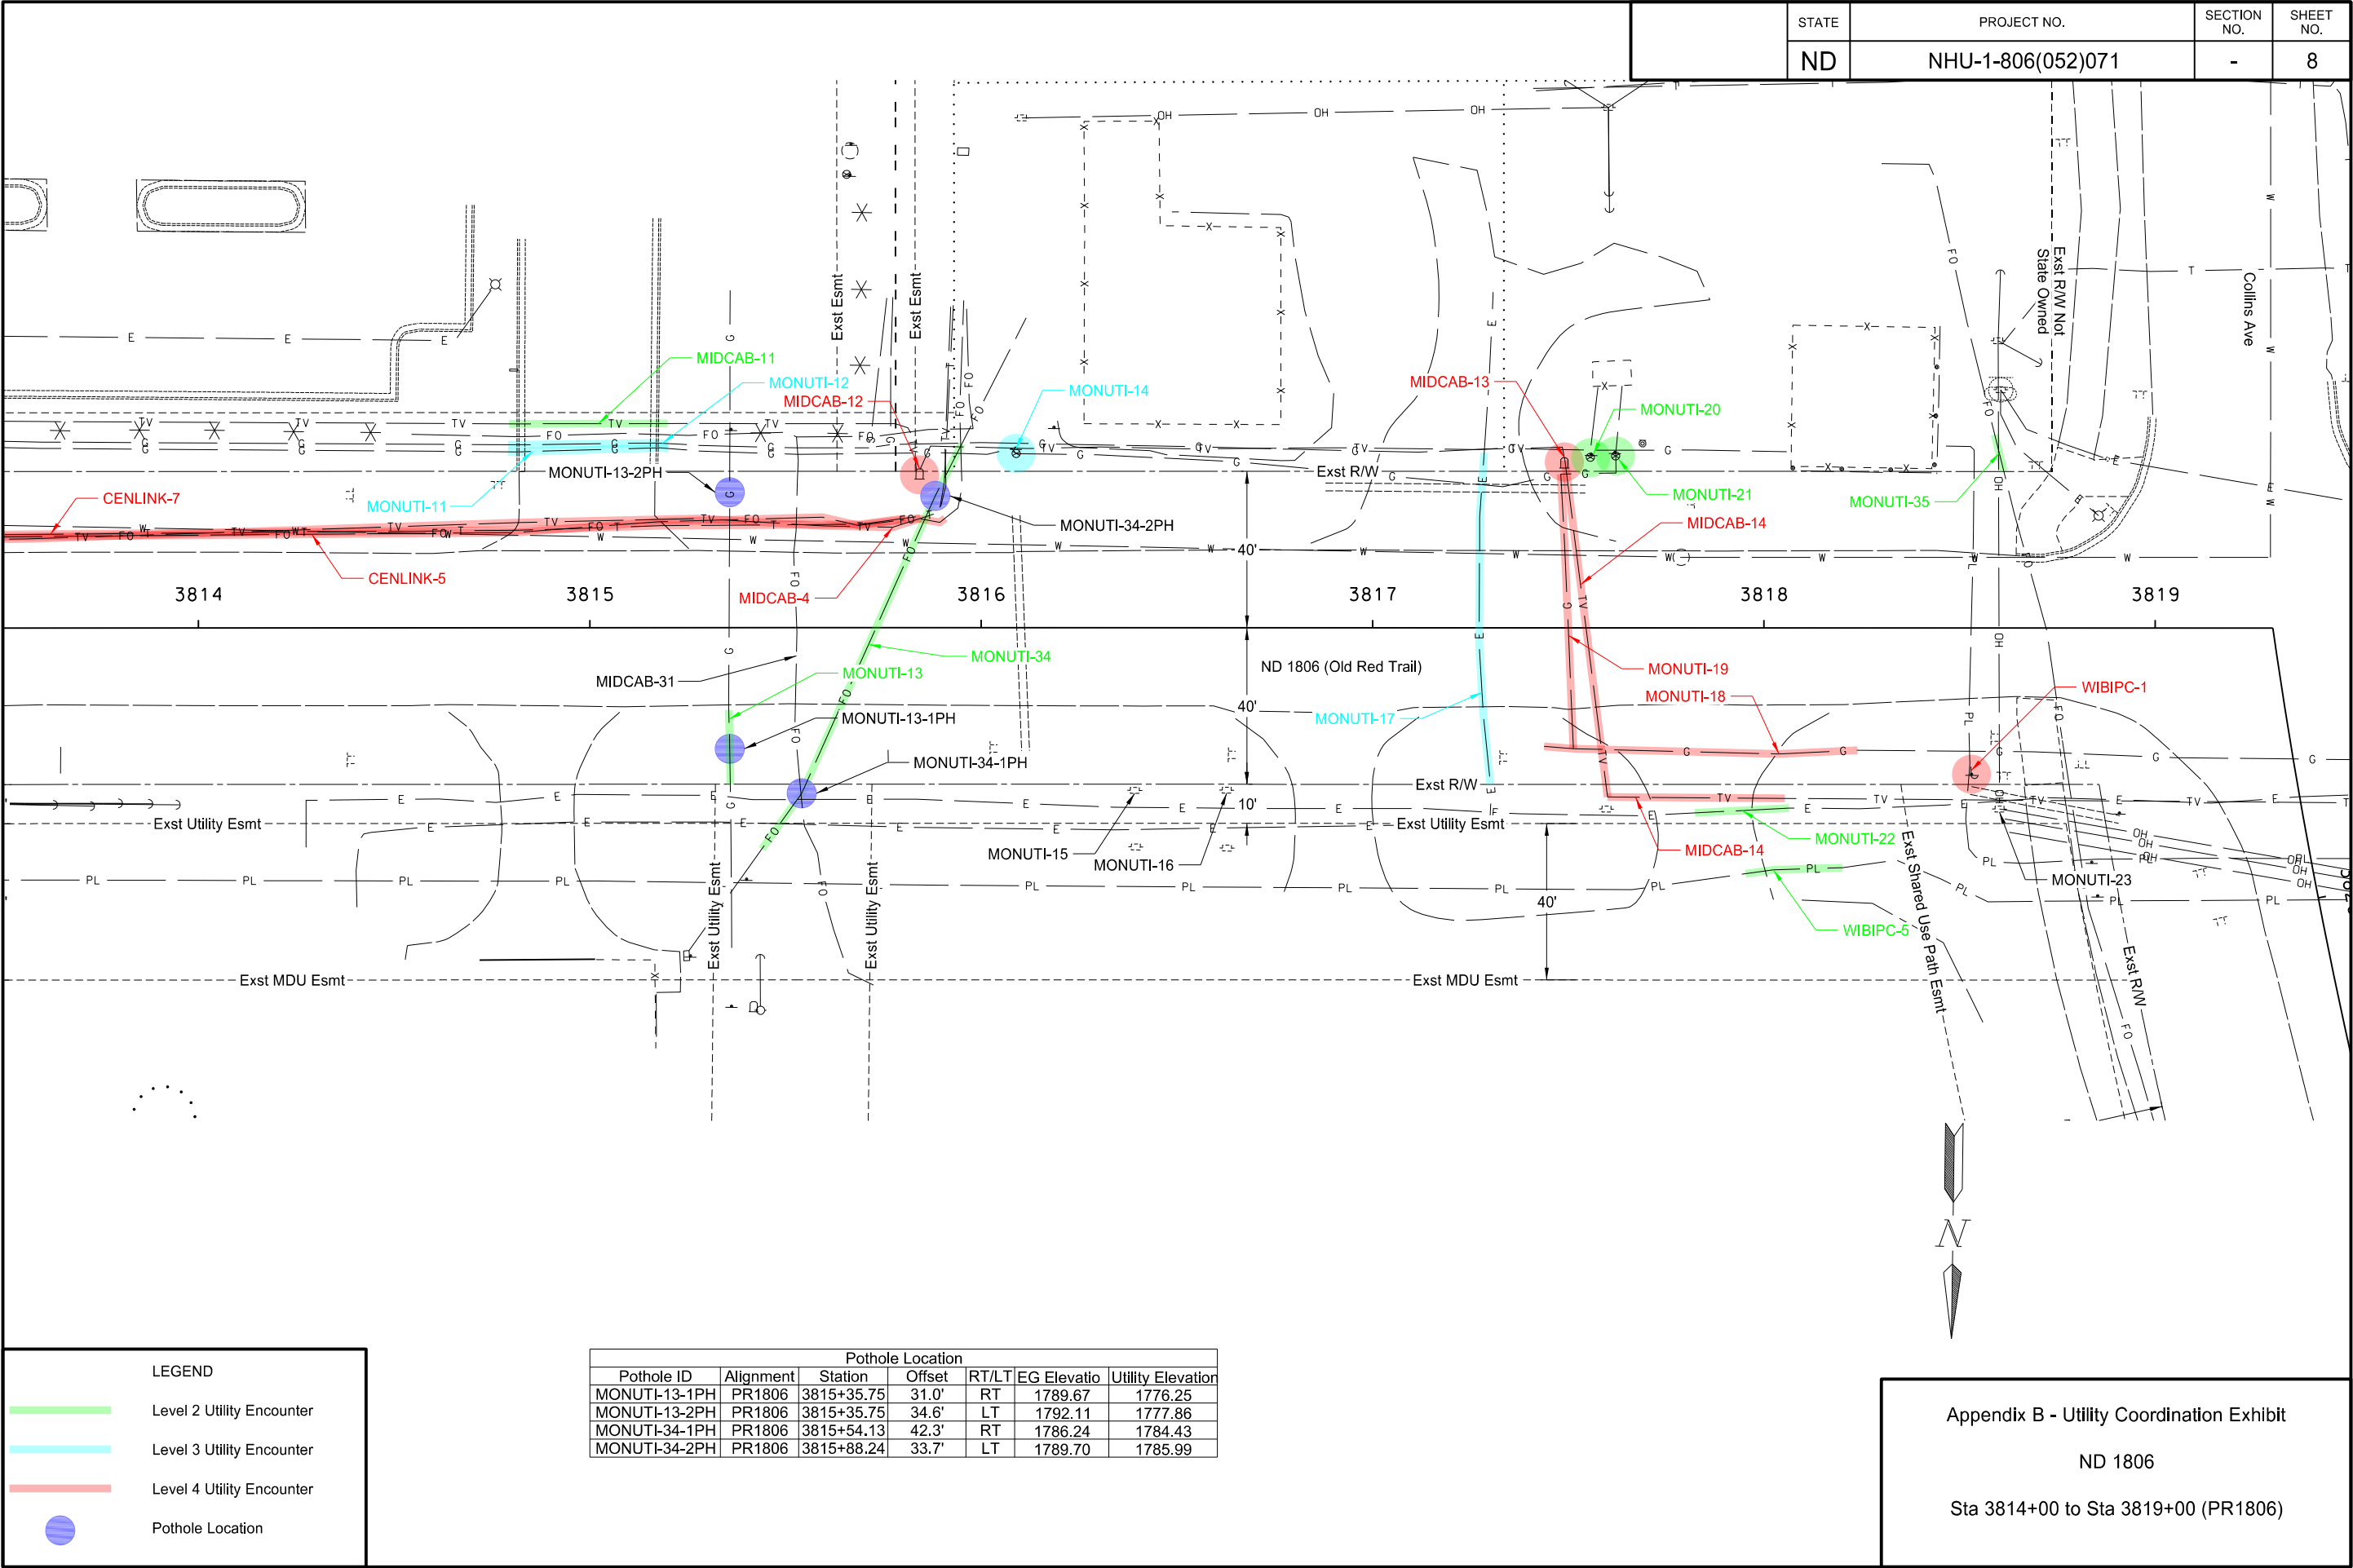 STATE
PROJECT NO.
SECTION NO.
SHEET NO.
ND
NHU-1-806(052)071
-
8
Exst Esmt
Exst Esmt
Exst R/W Not
State Owned
Collins Ave
MIDCAB-11
MONUTI-12
MIDCAB-12
MONUTI-14
MIDCAB-13
MONUTI-20
MONUTI-13-2PH
Exst R/W
CENLINK-7
MONUTI-11
MONUTI-34-2PH
MONUTI-21
MIDCAB-14
MONUTI-35
CENLINK-5
MIDCAB-4
40'
3814
3815
3816
3817
3818
3819
MIDCAB-31
MONUTI-13
MONUTI-34
ND 1806 (Old Red Trail)
MONUTI-19
MONUTI-18
WIBIPC-1
40'
MONUTI-17
MONUTI-13-1PH
MONUTI-34-1PH
Exst R/W
10'
Exst Utility Esmt
Exst Utility Esmt
MONUTI-15
MONUTI-16
MIDCAB-14
MONUTI-22
MONUTI-23
40'
WIBIPC-5
Exst Utility Esmt
Exst Utility Esmt
Exst Shared Use Path Esmt
Exst R/W
Exst MDU Esmt
Exst MDU Esmt
N
LEGEND
Level 2 Utility Encounter
Level 3 Utility Encounter
Level 4 Utility Encounter
Pothole Location
Pothole Location
Pothole ID Alignment Station Offset RT/LT EG Elevatio Utility Elevation
MONUTI-13-1PH PR1806 3815+35.75 31.0' RT 1789.67 1776.25
MONUTI-13-2PH PR1806 3815+35.75 34.6' LT 1792.11 1777.86
MONUTI-34-1PH PR1806 3815+54.13 42.3' RT 1786.24 1784.43
MONUTI-34-2PH PR1806 3815+88.24 33.7' LT 1789.70 1785.99
Appendix B - Utility Coordination Exhibit
ND 1806
Sta 3814+00 to Sta 3819+00 (PR1806)